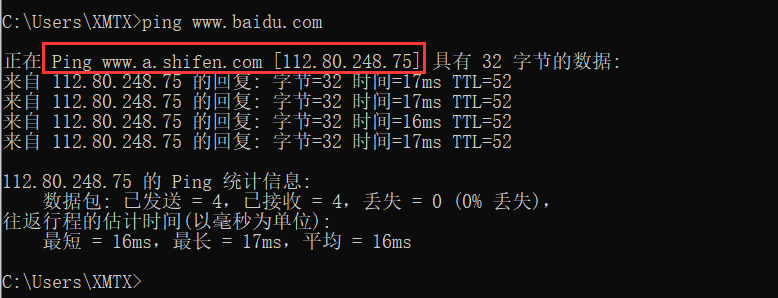 C:\Users\XMTX>ping www.baidu.com
正在 Ping www.a.shifen.com [112.80.248.75] 具有 32 字节的数据:
来自 112.80.248.75 的回复: 字节=32 时间=17ms TTL=52
来自 112.80.248.75 的回复: 字节=32 时间=17ms TTL=52
来自 112.80.248.75 的回复: 字节=32 时间=16ms TTL=52
来自 112.80.248.75 的回复: 字节=32 时间=17ms TTL=52
112.80.248.75 的 Ping 统计信息:
数据包: 已发送 = 4，已接收 = 4，丢失 = 0 (0% 丢失)，
往返行程的估计时间(以毫秒为单位):
最短 = 16ms，最长 = 17ms，平均 = 16ms
C:\Users\XMTX>